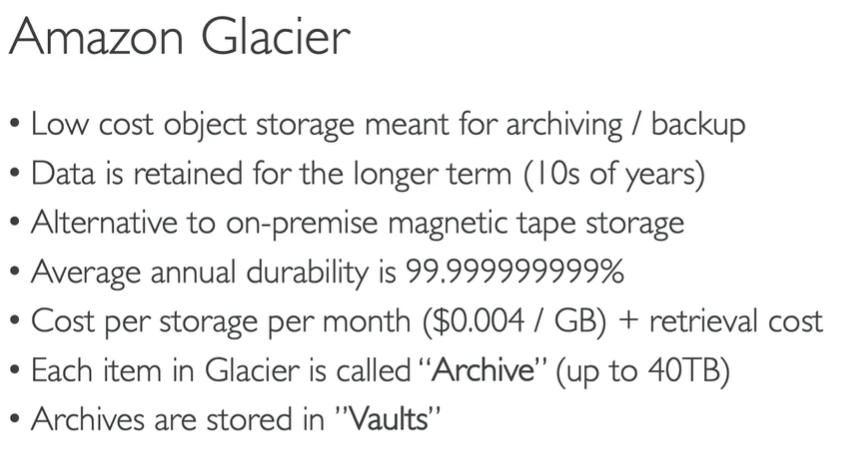 Amazon Glacier
• Low cost object storage meant for archiving / backup
• Data is retained for the longer term (10s of years)
• Alternative to on-premise magnetic tape storage
• Average annual durability is 99.999999999%
• Cost per storage per month ($0.004 / GB) + retrieval cost
• Each item in Glacier is called “Archive” (up to 40TB)
• Archives are stored in ”Vaults”